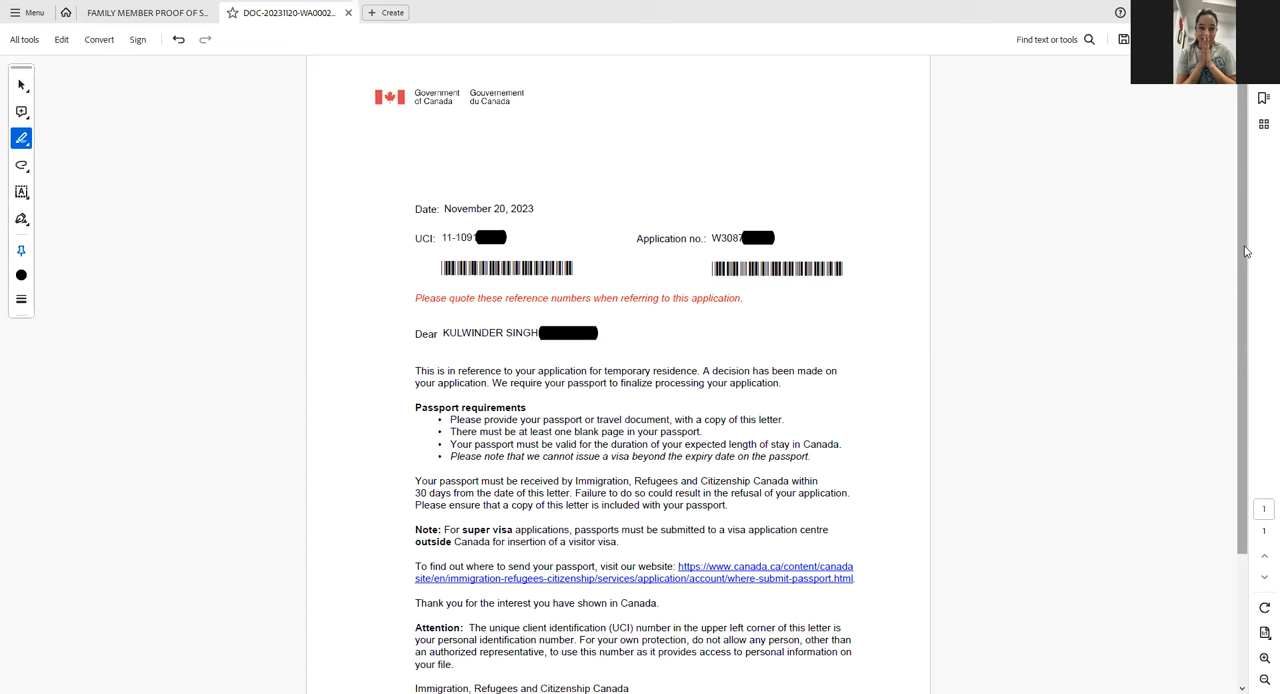 Menu
FAMILY MEMBER PROOF OF S...
DOC-20231120-WA0002...
Create
All tools
Edit
Convert
Sign
Find text or tools
Government of Canada
Gouvernement du Canada
Date: November 20, 2023
UCI: 11-109
Application no.: W3087
Please quote these reference numbers when referring to this application.
Dear KULWINDER SINGH
This is in reference to your application for temporary residence. A decision has been made on
your application. We require your passport to finalize processing your application.
Passport requirements
• Please provide your passport or travel document, with a copy of this letter.
• There must be at least one blank page in your passport.
• Your passport must be valid for the duration of your expected length of stay in Canada.
• Please note that we cannot issue a visa beyond the expiry date on the passport.
Your passport must be received by Immigration, Refugees and Citizenship Canada within
30 days from the date of this letter. Failure to do so could result in the refusal of your application.
Please ensure that a copy of this letter is included with your passport.
Note: For super visa applications, passports must be submitted to a visa application centre
outside Canada for insertion of a visitor visa.
To find out where to send your passport, visit our website: https://www.canada.ca/content/canada
site/en/immigration-refugees-citizenship/services/application/account/where-submit-passport.html.
Thank you for the interest you have shown in Canada.
Attention: The unique client identification (UCI) number in the upper left corner of this letter is
your personal identification number. For your own protection, do not allow any person, other than
an authorized representative, to use this number as it provides access to personal information on
your file.
Immigration, Refugees and Citizenship Canada
1
1